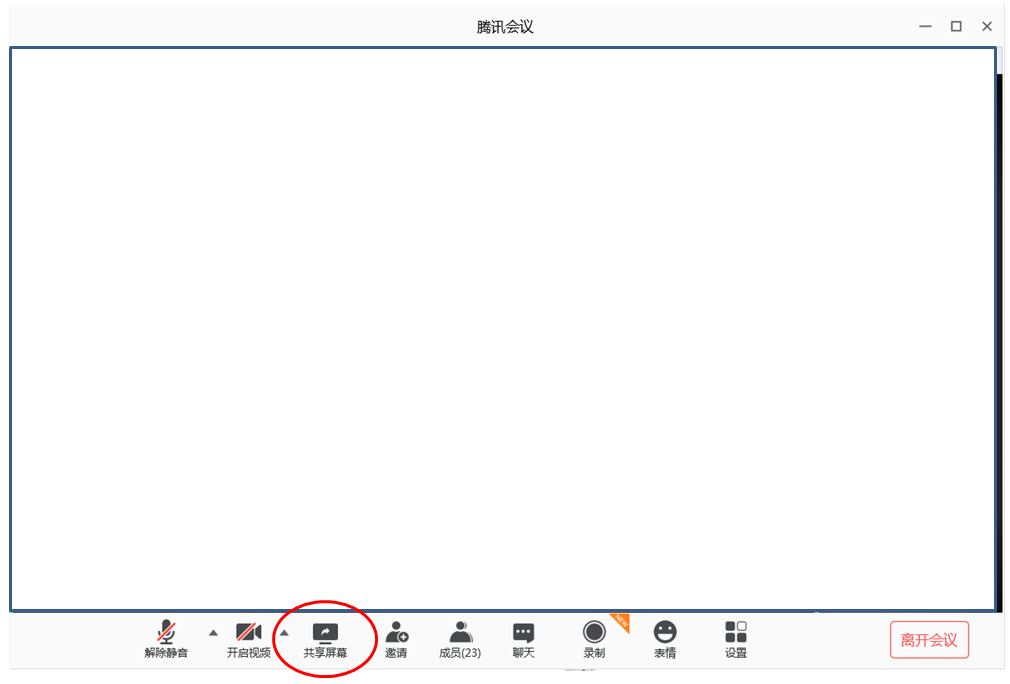 腾讯会议
解除静音
开启视频
共享屏幕
邀请
成员(23)
聊天
录制
NEW
表情
设置
离开会议